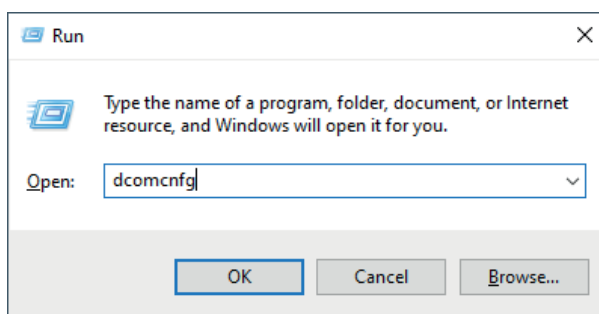 Run
Type the name of a program, folder, document, or Internet
resource, and Windows will open it for you.
Open: dcomcnfg
OK Cancel Browse...